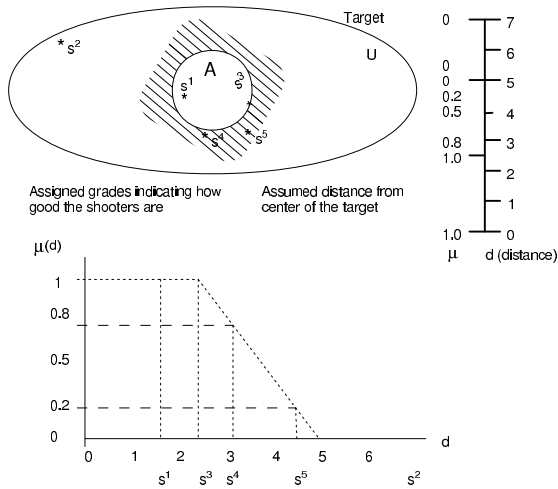 Target
U
* s²
A
s¹
*
s³
* s⁴
* s⁵
0 7
6
0
0 5
0.2
0.5 4
0.8 3
1.0
2
1
1.0 0
μ d (distance)
Assigned grades indicating how
good the shooters are
Assumed distance from
center of the target
μ(d)
1
0.8
0.5
0.2
0
0 1 2 3 4 5 6 d
s¹ s³ s⁴ s⁵ s²